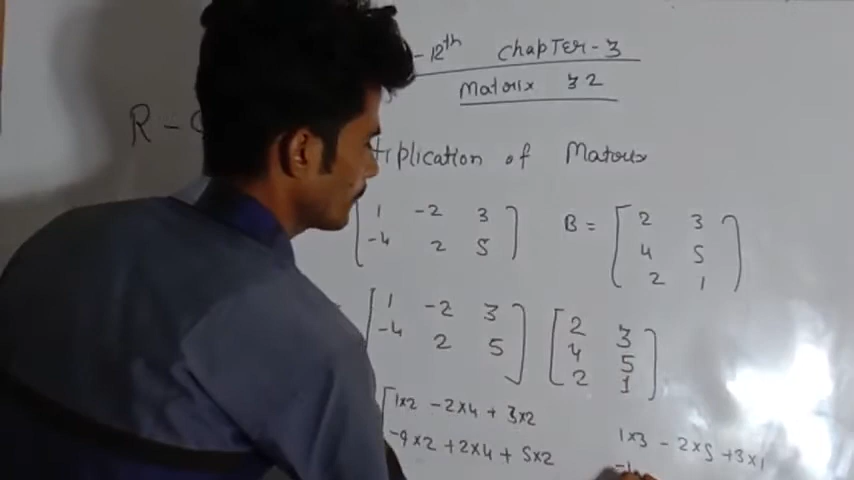 - 12th Chapter - 3
Matrix 32
R -
tiplication of Matrix
1 -2 3
-4 2 5
B = [ 2 3
4 5
2 1 ]
[ 1 -2 3
-4 2 5 ]
[ 2 3
4 5
2 1 ]
1x2 - 2x4 + 3x2
1x3 - 2x5 + 3x1
-4x2 + 2x4 + 5x2